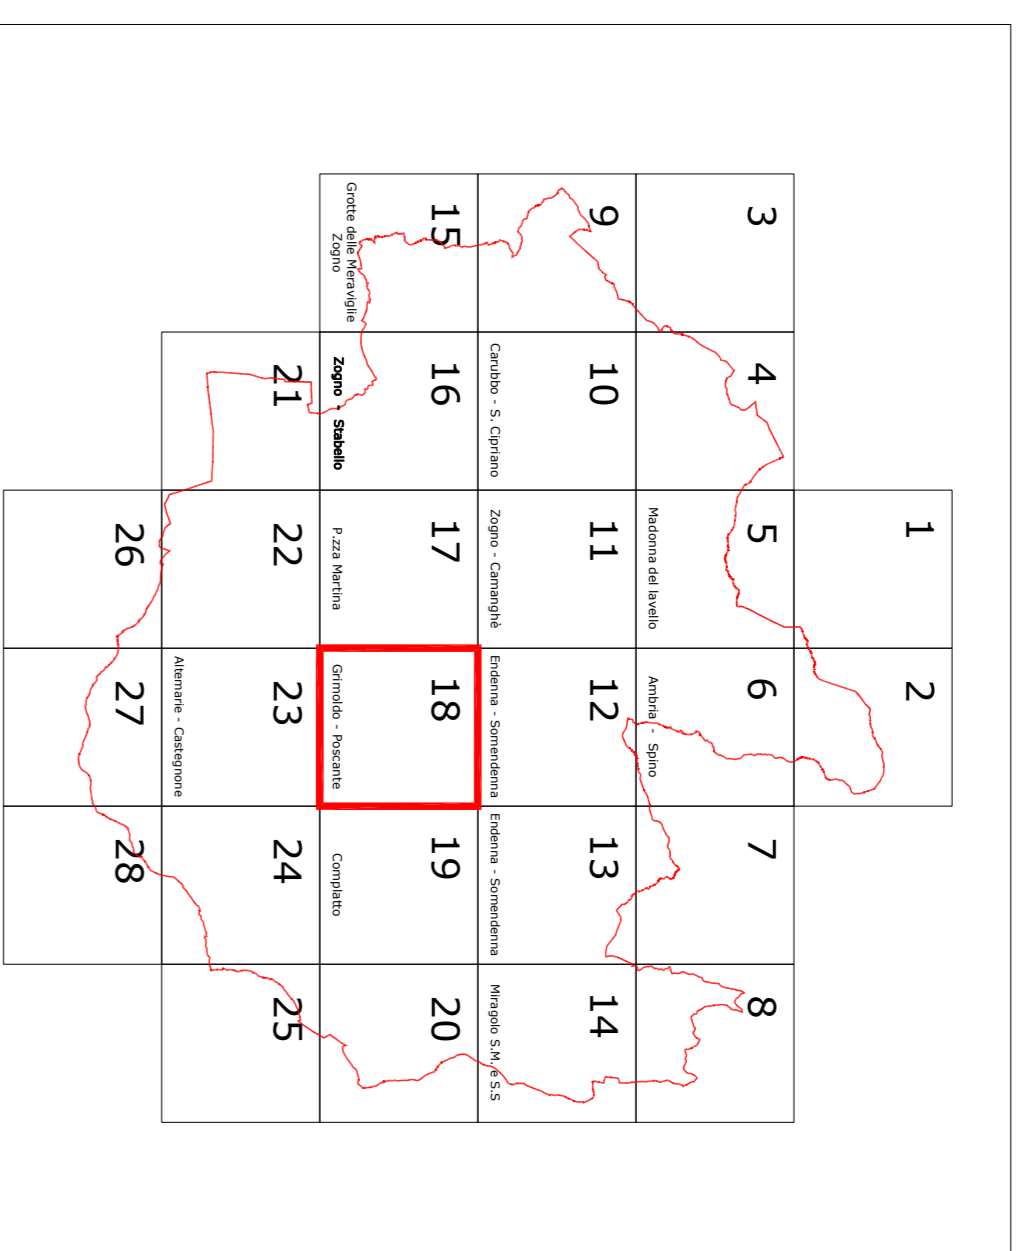 1
2
3
4
5
Madonna del lavello
6
Ambria - Spino
7
8
9
10
Carubbo - S. Cipriano
11
Zogno - Camanghè
12
Endenna - Somendenna
13
Endenna - Somendenna
14
Miragolo S.M. e S.S
15
Grotte delle Meraviglie
Zogno
16
Zogno - Stabello
17
P.zza Martina
18
Grimoldo - Poscante
19
Complatto
20
21
22
23
Altemarie - Castegnone
24
25
26
27
28